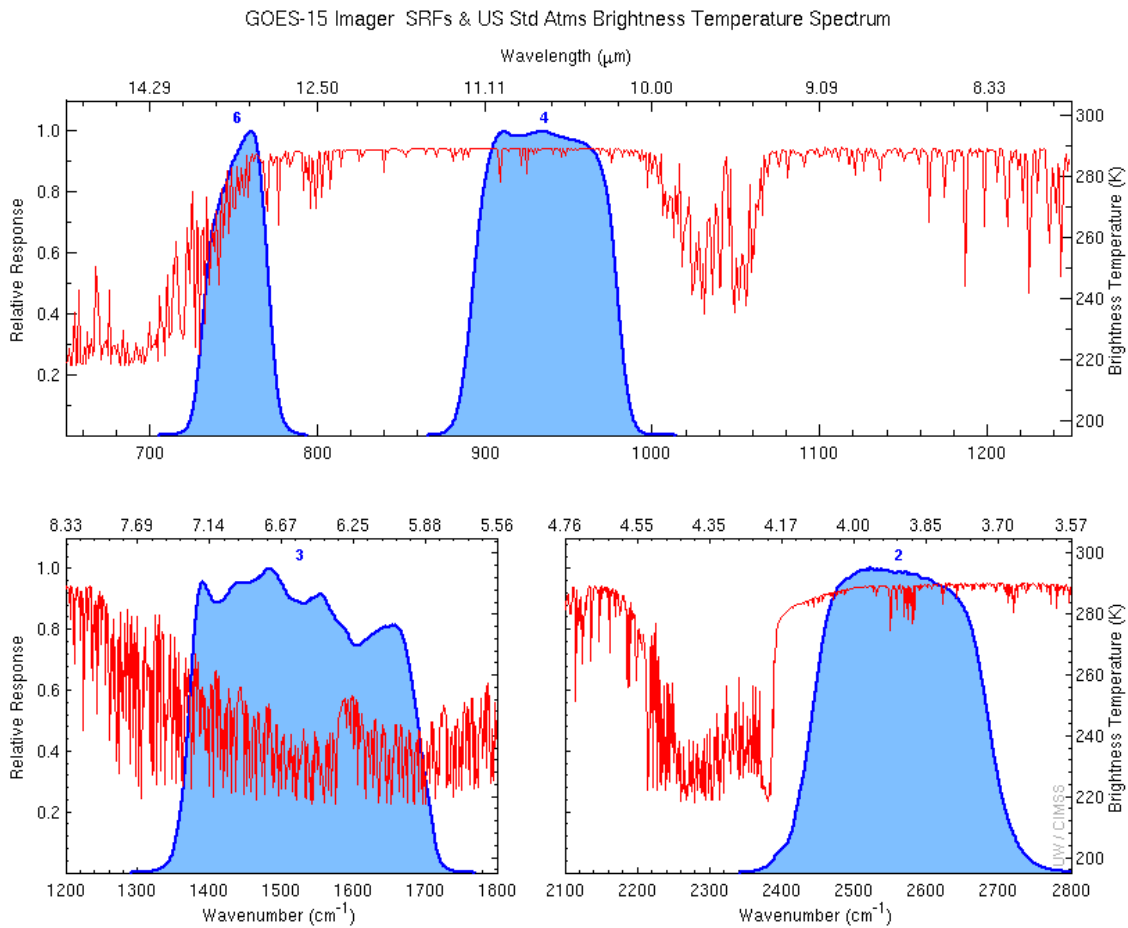 GOES-15 Imager  SRFs & US Std Atms Brightness Temperature Spectrum
Wavelength (μm)
14.29 12.50 11.11 10.00 9.09 8.33
6 4
1.0
0.8
0.6
0.4
0.2
Relative Response
300
280
260
240
220
200
Brightness Temperature (K)
700 800 900 1000 1100 1200
8.33 7.69 7.14 6.67 6.25 5.88 5.56
3
1.0
0.8
0.6
0.4
0.2
Relative Response
1200 1300 1400 1500 1600 1700 1800
Wavenumber (cm⁻¹)
4.76 4.55 4.35 4.17 4.00 3.85 3.70 3.57
2
300
280
260
240
220
200
Brightness Temperature (K)
UW / CIMSS
2100 2200 2300 2400 2500 2600 2700 2800
Wavenumber (cm⁻¹)